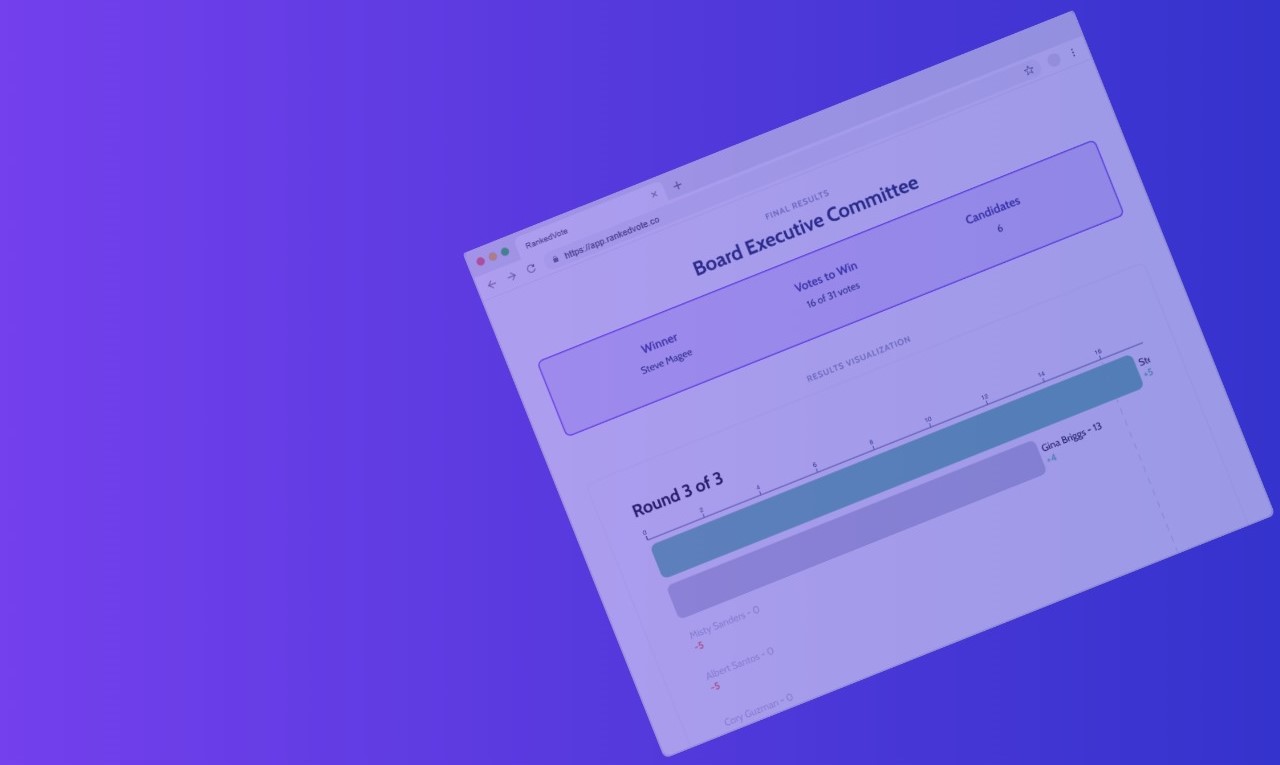 RankedVote
https://app.rankedvote.co
FINAL RESULTS
Board Executive Committee
Winner
Steve Magee
Votes to Win
16 of 31 votes
Candidates
6
RESULTS VISUALIZATION
Round 3 of 3
0 2 4 6 8 10 12 14 16
Ste
+5
Gina Briggs - 13
+4
Misty Sanders - 0
-5
Albert Santos - 0
-5
Cory Guzman - 0